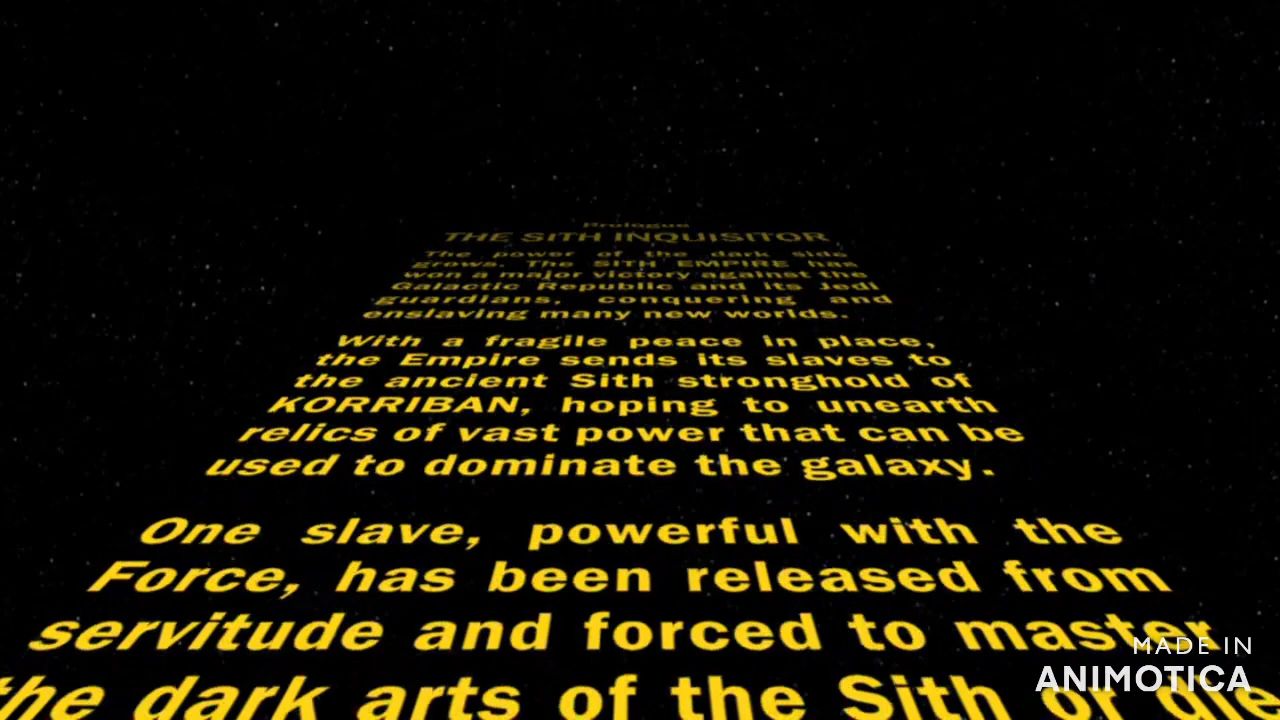 Prologue
THE SITH INQUISITOR
The power of the dark side
grows. The SITH EMPIRE has
won a major victory against the
Galactic Republic and its Jedi
guardians, conquering and
enslaving many new worlds.
With a fragile peace in place,
the Empire sends its slaves to
the ancient Sith stronghold of
KORRIBAN, hoping to unearth
relics of vast power that can be
used to dominate the galaxy.
One slave, powerful with the
Force, has been released from
servitude and forced to master
the dark arts of the Sith or die
MADE IN
ANIMOTICA